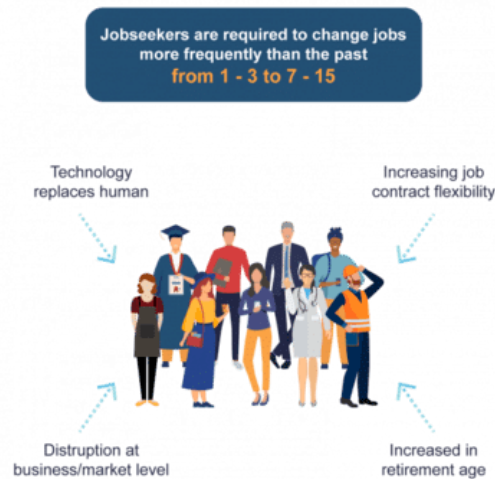 Jobseekers are required to change jobs
more frequently than the past
from 1 - 3 to 7 - 15
Technology
replaces human
Increasing job
contract flexibility
Distruption at
business/market level
Increased in
retirement age